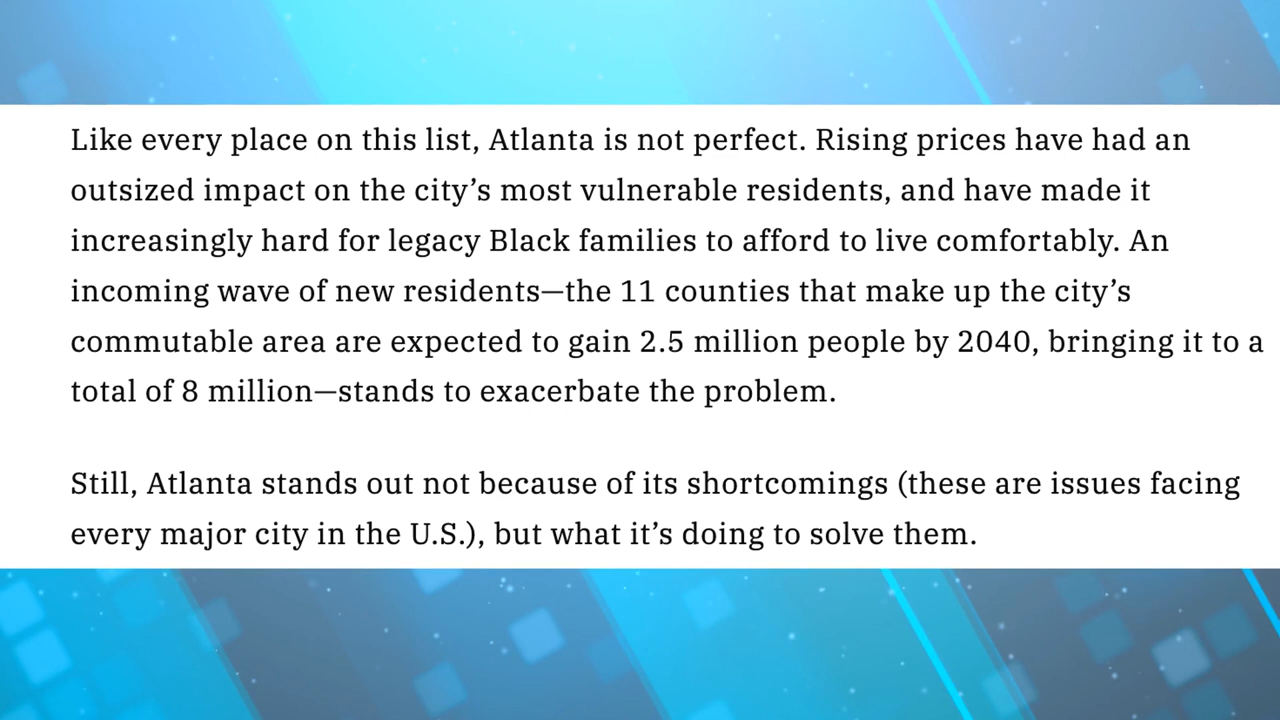 Like every place on this list, Atlanta is not perfect. Rising prices have had an
outsized impact on the city’s most vulnerable residents, and have made it
increasingly hard for legacy Black families to afford to live comfortably. An
incoming wave of new residents—the 11 counties that make up the city’s
commutable area are expected to gain 2.5 million people by 2040, bringing it to a
total of 8 million—stands to exacerbate the problem.
Still, Atlanta stands out not because of its shortcomings (these are issues facing
every major city in the U.S.), but what it’s doing to solve them.